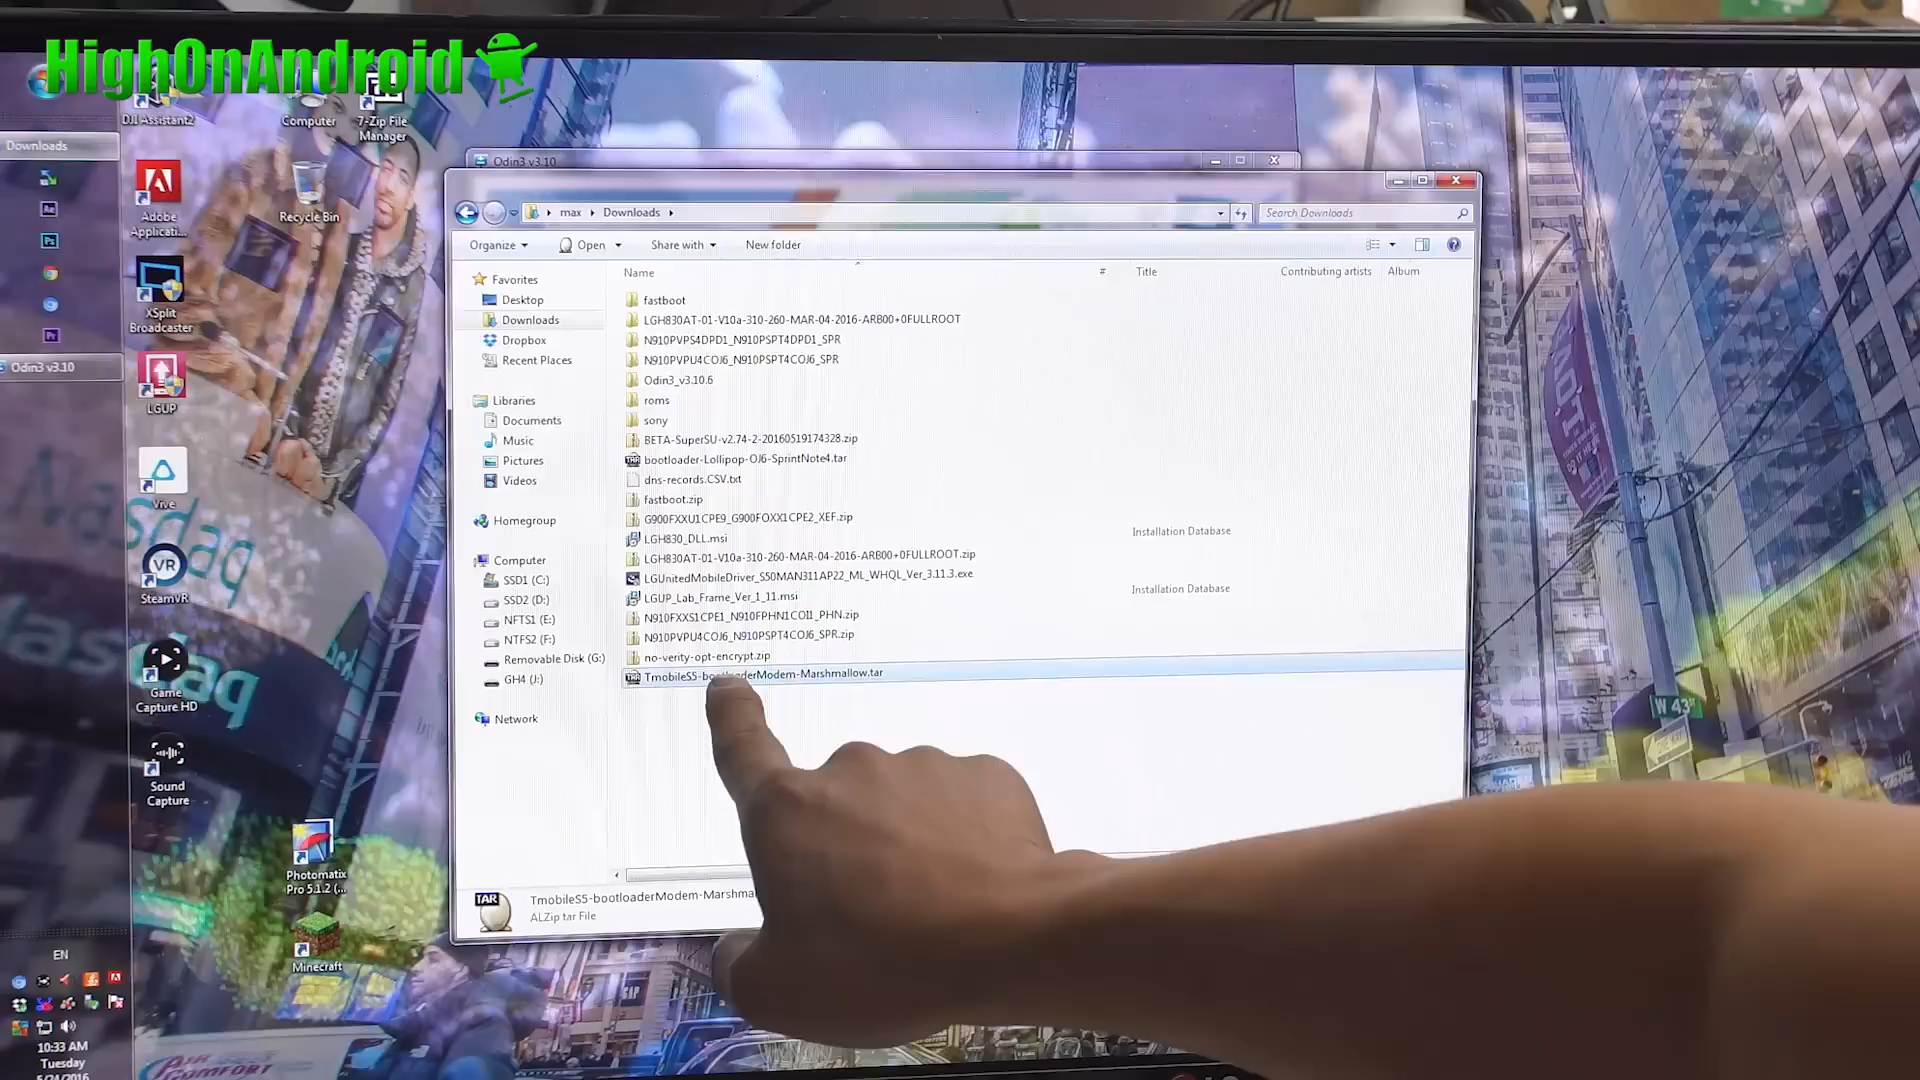 HighOnAndroid
DJI Assistant2
Computer
7-Zip File
Manager
Downloads
Adobe
Applicati...
Recycle Bin
XSplit
Broadcaster
Odin3 v3.10
LGUP
Vive
VR
SteamVR
Game
Capture HD
Sound
Capture
Photomatix
Pro 5.1.2 (...
Minecraft
EN
10:33 AM
Tuesday
5/24/2016
Odin3 v3.10
max
Downloads
Search Downloads
Organize
Open
Share with
New folder
Name
#
Title
Contributing artists
Album
Favorites
Desktop
Downloads
Dropbox
Recent Places
Libraries
Documents
Music
Pictures
Videos
Homegroup
Computer
SSD1 (C:)
SSD2 (D:)
NFTS1 (E:)
NTFS2 (F:)
Removable Disk (G:)
GH4 (J:)
Network
fastboot
LGH830AT-01-V10a-310-260-MAR-04-2016-ARB00+0FULLROOT
N910PVPS4DPD1_N910PSPT4DPD1_SPR
N910PVPU4COJ6_N910PSPT4COJ6_SPR
Odin3_v3.10.6
roms
sony
BETA-SuperSU-v2.74-2-20160519174328.zip
bootloader-Lollipop-OJ6-SprintNote4.tar
dns-records.CSV.txt
fastboot.zip
G900FXXU1CPE9_G900FOXX1CPE2_XEF.zip
LGH830_DLL.msi
Installation Database
LGH830AT-01-V10a-310-260-MAR-04-2016-ARB00+0FULLROOT.zip
LGUnitedMobileDriver_S50MAN311AP22_ML_WHQL_Ver_3.11.3.exe
LGUP_Lab_Frame_Ver_1_11.msi
Installation Database
N910FXXS1CPE1_N910FPHN1COI1_PHN.zip
N910PVPU4COJ6_N910PSPT4COJ6_SPR.zip
no-verity-opt-encrypt.zip
TmobileS5-bootloaderModem-Marshmallow.tar
TAR
TmobileS5-bootloaderModem-Marshma
ALZip tar File
Nasdaq
W 43
GAP